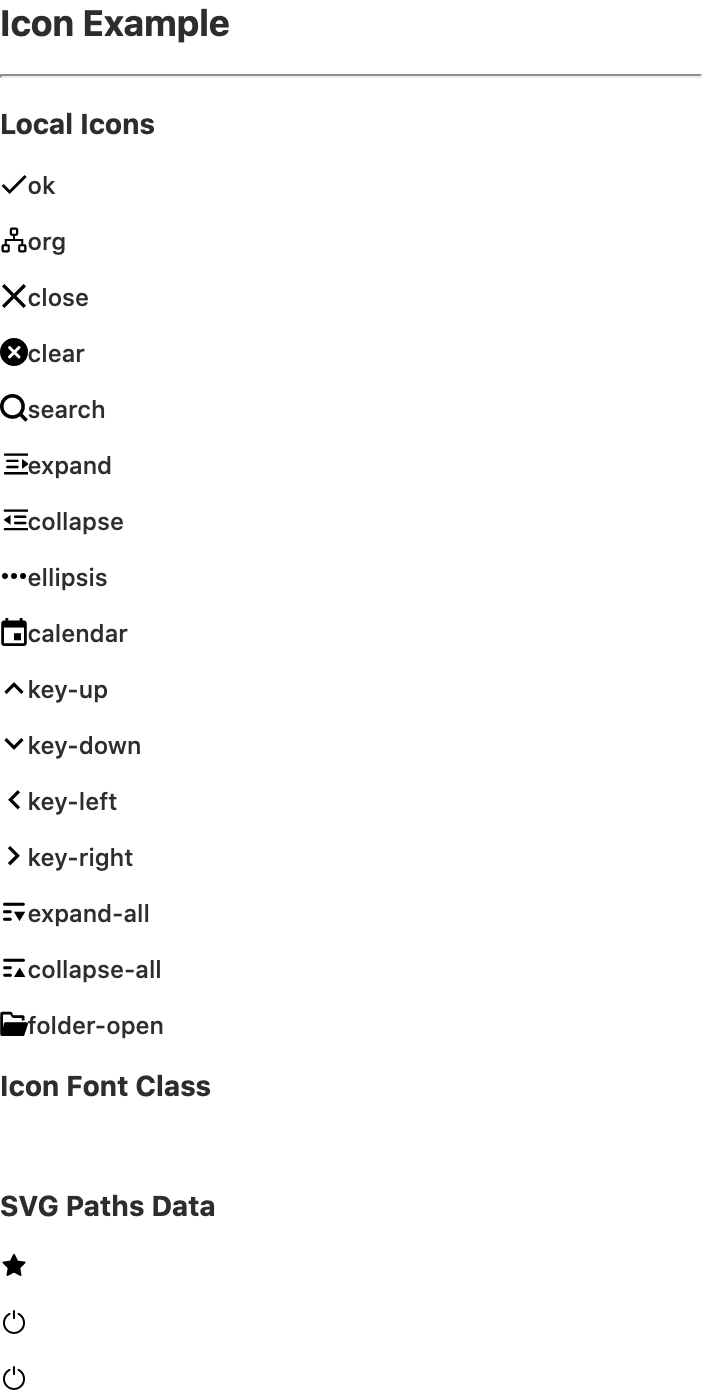 Icon Example
Local Icons
ok
org
close
clear
search
expand
collapse
ellipsis
calendar
key-up
key-down
key-left
key-right
expand-all
collapse-all
folder-open
Icon Font Class
SVG Paths Data